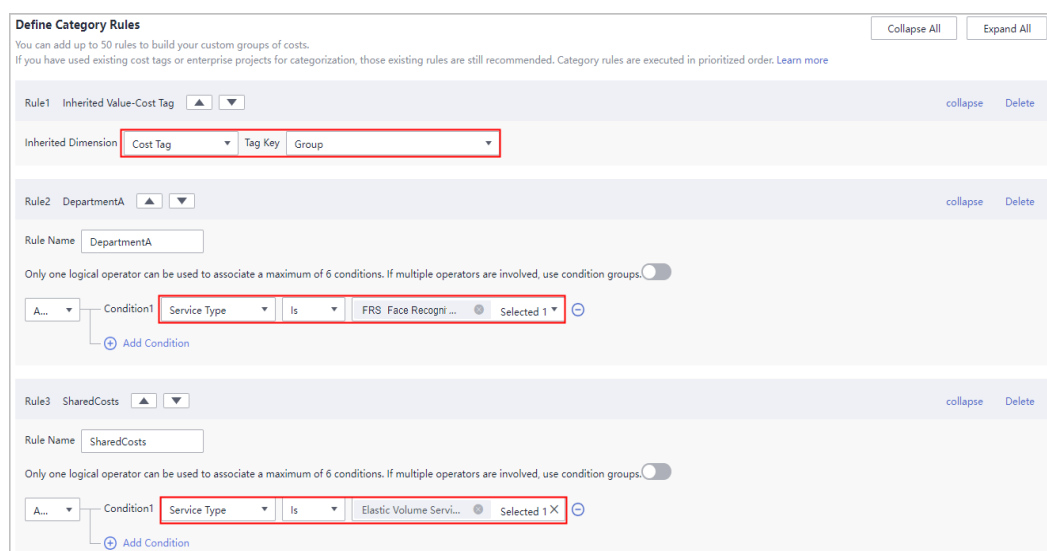 Define Category Rules
Collapse All
Expand All
You can add up to 50 rules to build your custom groups of costs.
If you have used existing cost tags or enterprise projects for categorization, those existing rules are still recommended. Category rules are executed in prioritized order. Learn more
Rule1 Inherited Value-Cost Tag collapse Delete
Inherited Dimension Cost Tag Tag Key Group
Rule2 DepartmentA collapse Delete
Rule Name DepartmentA
Only one logical operator can be used to associate a maximum of 6 conditions. If multiple operators are involved, use condition groups.
A... Condition1 Service Type Is FRS Face Recogni ... Selected 1
Add Condition
Rule3 SharedCosts collapse Delete
Rule Name SharedCosts
Only one logical operator can be used to associate a maximum of 6 conditions. If multiple operators are involved, use condition groups.
A... Condition1 Service Type Is Elastic Volume Servi... Selected 1
Add Condition